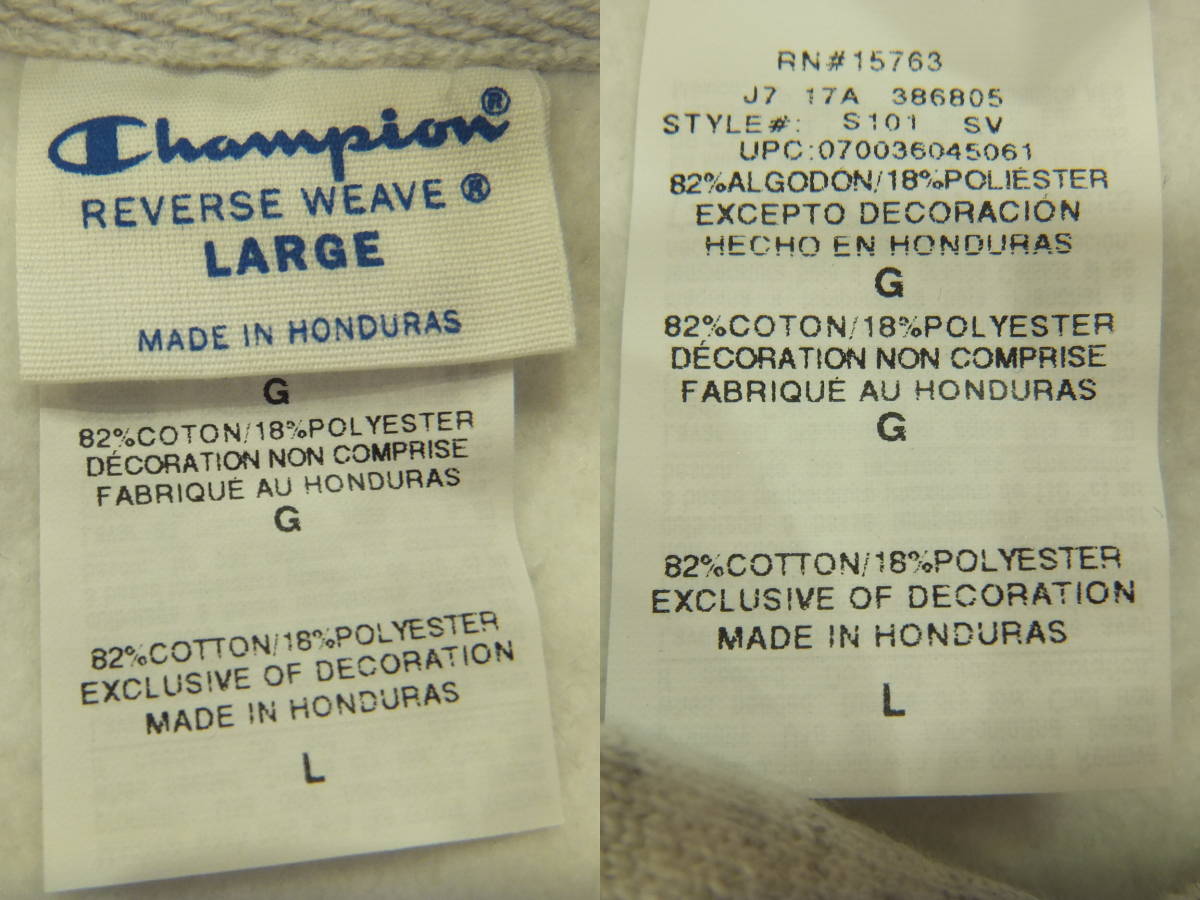 Champion®
REVERSE WEAVE®
LARGE
MADE IN HONDURAS
G
82%COTON/18%POLYESTER
DÉCORATION NON COMPRISE
FABRIQUÉ AU HONDURAS
G
82%COTTON/18%POLYESTER
EXCLUSIVE OF DECORATION
MADE IN HONDURAS
L
RN#15763
J7 17A 386805
STYLE#: S101 SV
UPC:070036045061
82%ALGODON/18%POLIÉSTER
EXCEPTO DECORACIÓN
HECHO EN HONDURAS
G
82%COTON/18%POLYESTER
DÉCORATION NON COMPRISE
FABRIQUÉ AU HONDURAS
G
82%COTTON/18%POLYESTER
EXCLUSIVE OF DECORATION
MADE IN HONDURAS
L